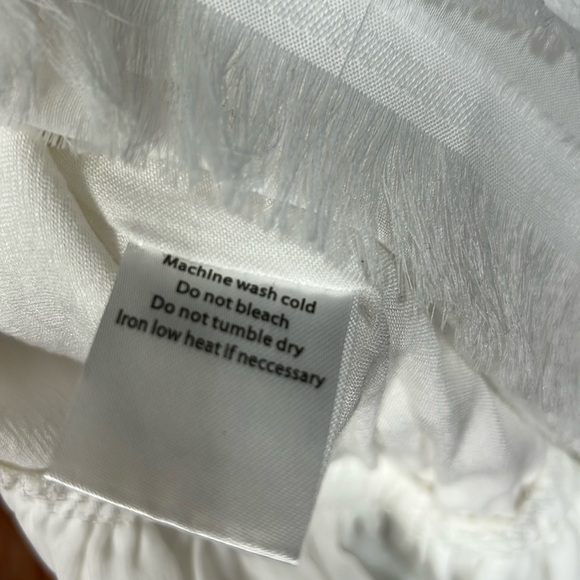 Machine wash cold
Do not bleach
Do not tumble dry
Iron low heat if neccessary